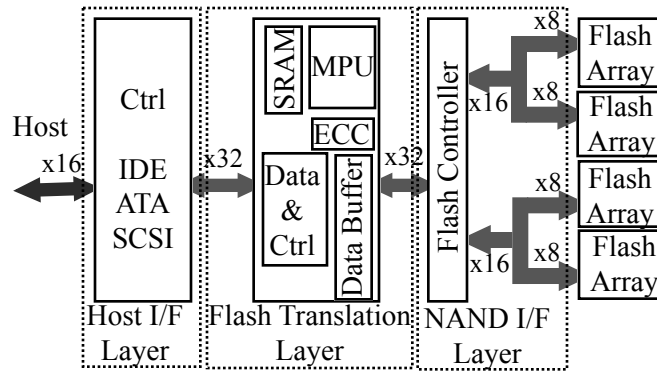 Host
x16
Ctrl
IDE
ATA
SCSI
Host I/F
Layer
x32
SRAM
MPU
ECC
Data
&
Ctrl
Data Buffer
Flash Translation
Layer
x32
Flash Controller
NAND I/F
Layer
x16
x8
x8
x16
x8
x8
Flash
Array
Flash
Array
Flash
Array
Flash
Array